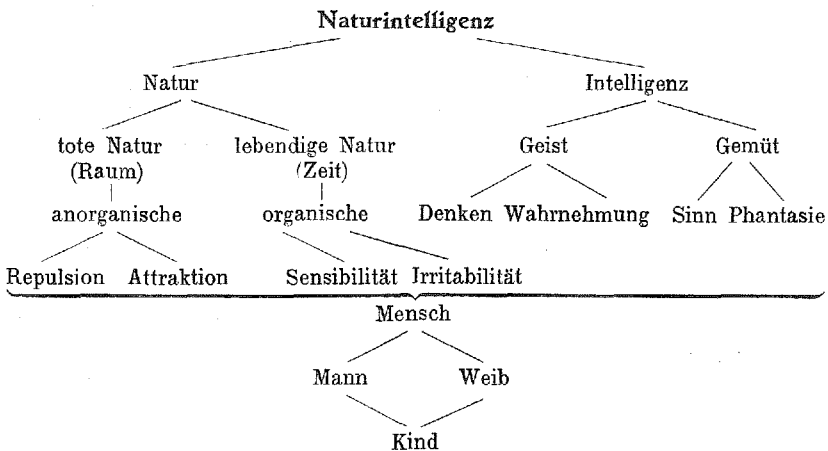 Naturintelligenz
Natur Intelligenz
tote Natur lebendige Natur Geist Gemüt
(Raum) (Zeit)
anorganische organische Denken Wahrnehmung Sinn Phantasie
Repulsion Attraktion Sensibilität Irritabilität
Mensch
Mann Weib
Kind